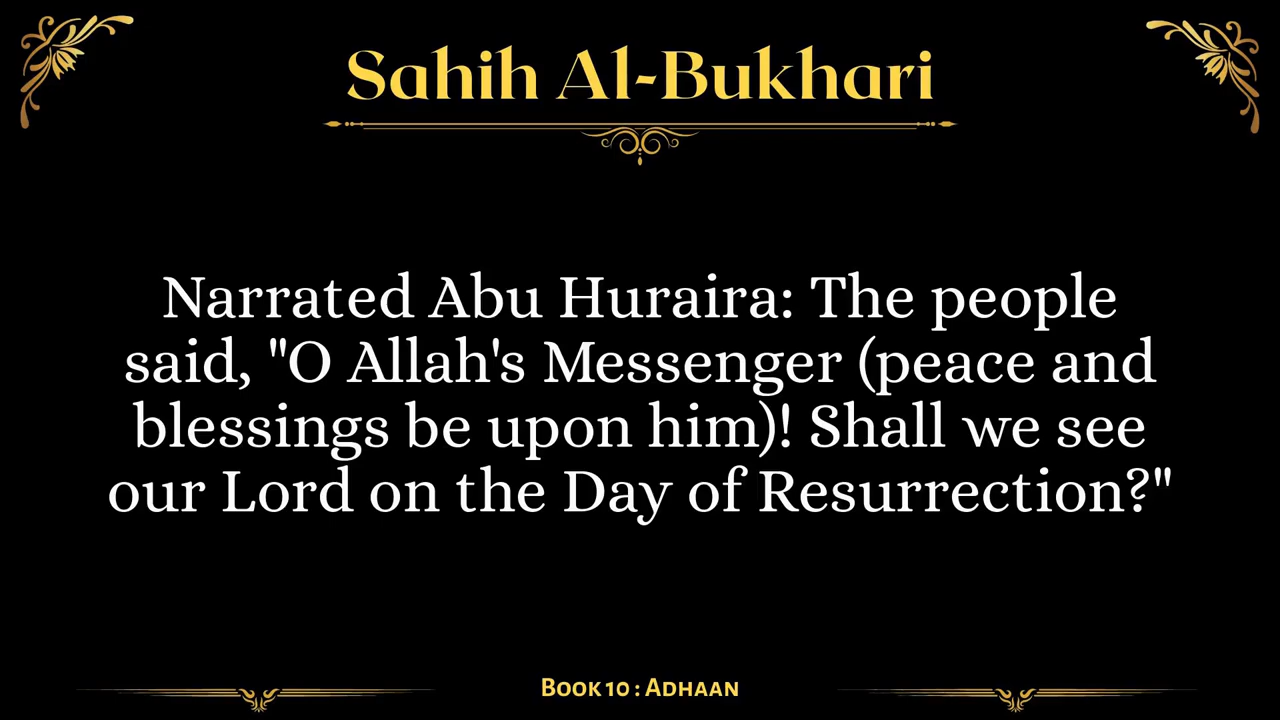 Sahih Al-Bukhari
Narrated Abu Huraira: The people
said, "O Allah's Messenger (peace and
blessings be upon him)! Shall we see
our Lord on the Day of Resurrection?"
Book 10 : Adhaan